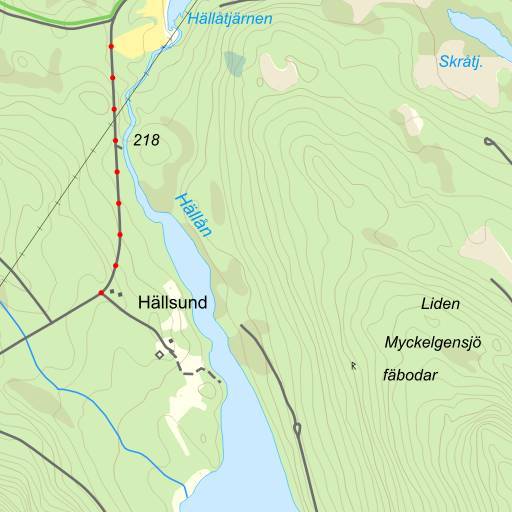 Hällåtjärnen
Skråtj.
218
Hällån
Hällsund
Liden
Myckelgensjö
fäbodar